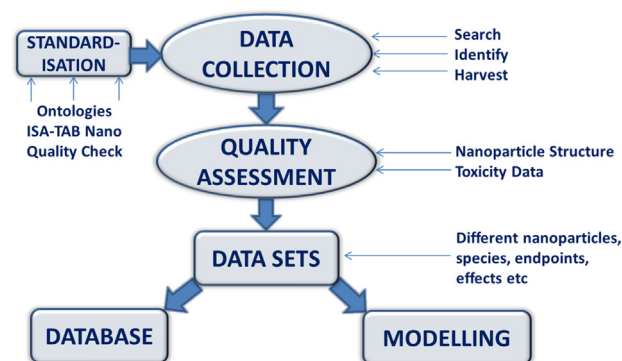 STANDARD-
ISATION
DATA
COLLECTION
Search
Identify
Harvest
Ontologies
ISA-TAB Nano
Quality Check
QUALITY
ASSESSMENT
Nanoparticle Structure
Toxicity Data
DATA SETS
Different nanoparticles,
species, endpoints,
effects etc
DATABASE
MODELLING